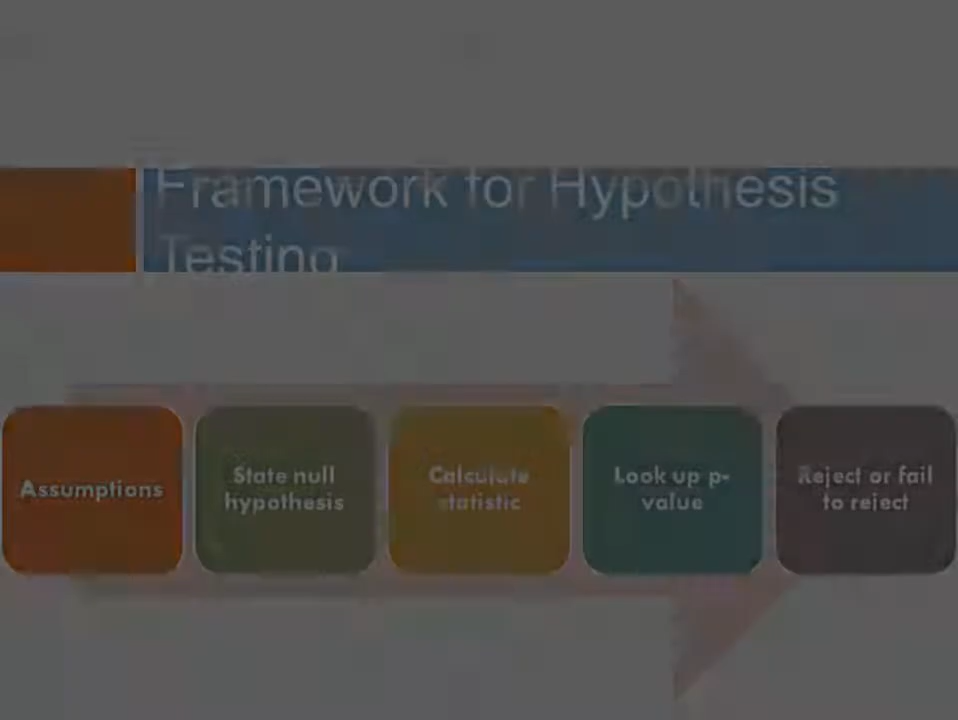 Framework for Hypothesis
Testing
Assumptions
State null
hypothesis
Calculate
statistic
Look up p-
value
Reject or fail
to reject